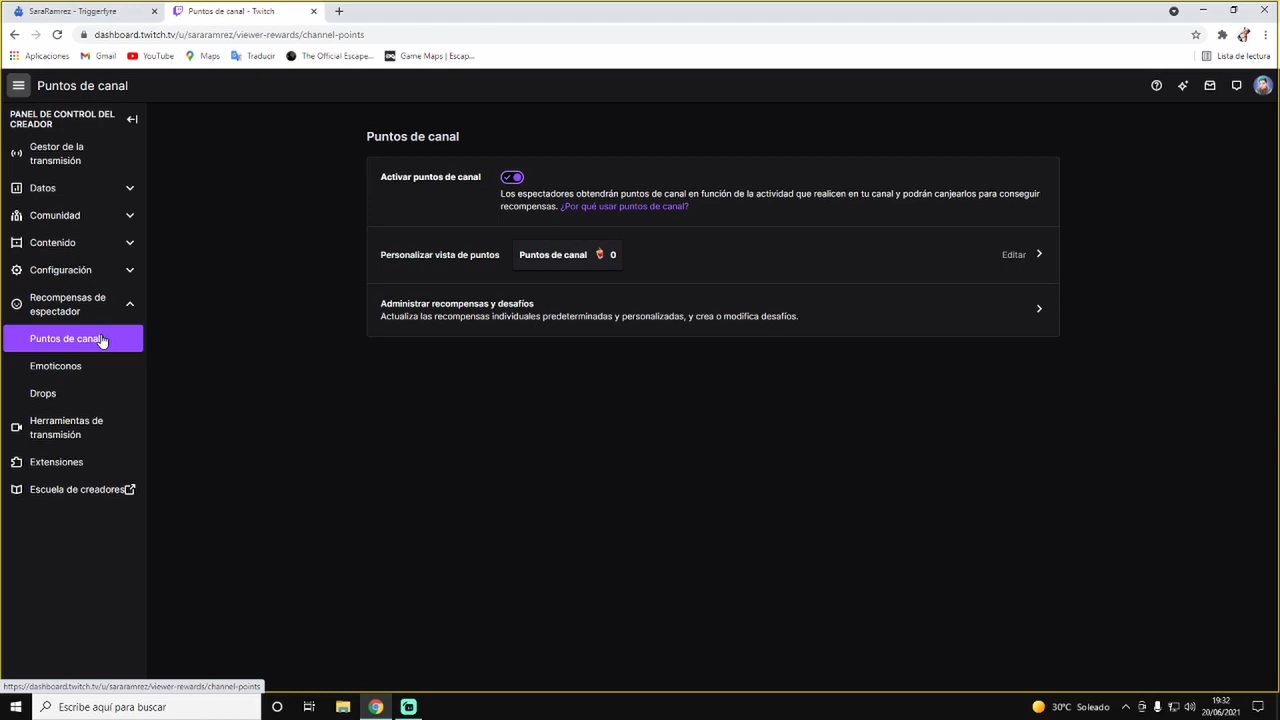 SaraRamrez - Triggerfyre
Puntos de canal - Twitch
dashboard.twitch.tv/u/sararamrez/viewer-rewards/channel-points
Aplicaciones
Gmail
YouTube
Maps
Traducir
The Official Escape...
Game Maps | Escap...
Lista de lectura
Puntos de canal
PANEL DE CONTROL DEL
CREADOR
Gestor de la
transmisión
Datos
Comunidad
Contenido
Configuración
Recompensas de
espectador
Puntos de canal
Emoticonos
Drops
Herramientas de
transmisión
Extensiones
Escuela de creadores
Puntos de canal
Activar puntos de canal
Los espectadores obtendrán puntos de canal en función de la actividad que realicen en tu canal y podrán canjearlos para conseguir
recompensas. ¿Por qué usar puntos de canal?
Personalizar vista de puntos
Puntos de canal 0
Editar
Administrar recompensas y desafíos
Actualiza las recompensas individuales predeterminadas y personalizadas, y crea o modifica desafíos.
https://dashboard.twitch.tv/u/sararamrez/viewer-rewards/channel-points
Escribe aquí para buscar
30°C Soleado
19:32
20/06/2021